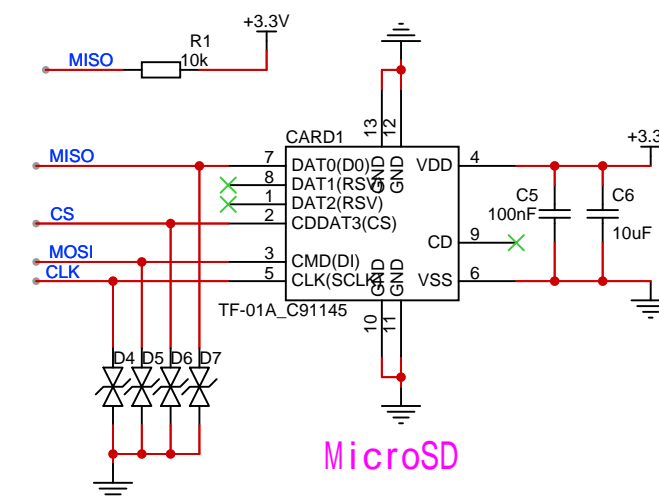 +3.3V
R1
MISO
10k
13
12
CARD1
GND
GND
MISO
7
DAT0(D0)
VDD
4
+3.3
8
DAT1(RSV)
1
DAT2(RSV)
CS
2
CDDAT3(CS)
C5
100nF
C6
10uF
CD
9
MOSI
3
CMD(DI)
CLK
5
CLK(SCLK)
VSS
6
GND
GND
TF-01A_C91145
10
11
D4
D5
D6
D7
MicroSD